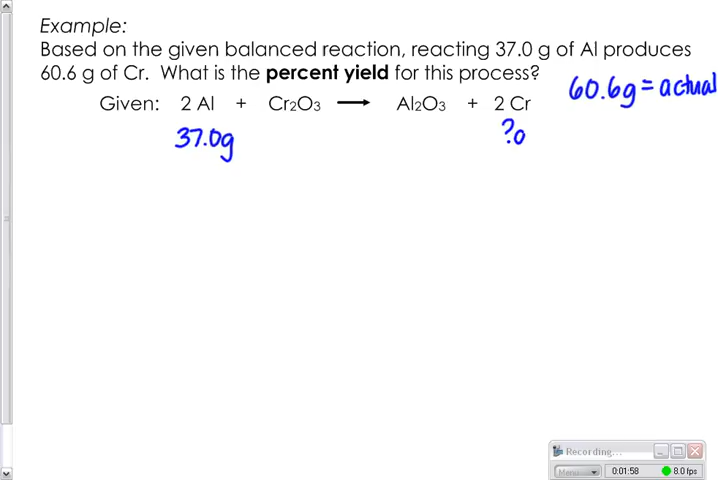 Example:
Based on the given balanced reaction, reacting 37.0 g of Al produces
60.6 g of Cr.  What is the percent yield for this process?
60.6g = actual
Given:  2 Al  +  Cr2O3  →  Al2O3  +  2 Cr
37.0g  ?
Recording...
Menu  0:01:58  8.0 fps